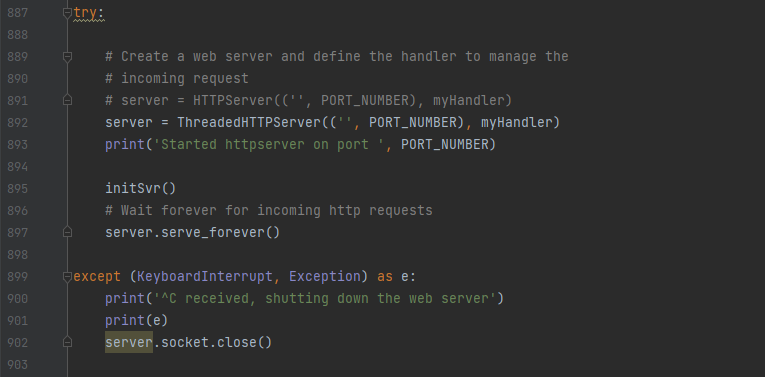 887 try:
888
889     # Create a web server and define the handler to manage the
890     # incoming request
891     # server = HTTPServer(('', PORT_NUMBER), myHandler)
892     server = ThreadedHTTPServer(('', PORT_NUMBER), myHandler)
893     print('Started httpserver on port ', PORT_NUMBER)
894
895     initSvr()
896     # Wait forever for incoming http requests
897     server.serve_forever()
898
899 except (KeyboardInterrupt, Exception) as e:
900     print('^C received, shutting down the web server')
901     print(e)
902     server.socket.close()
903